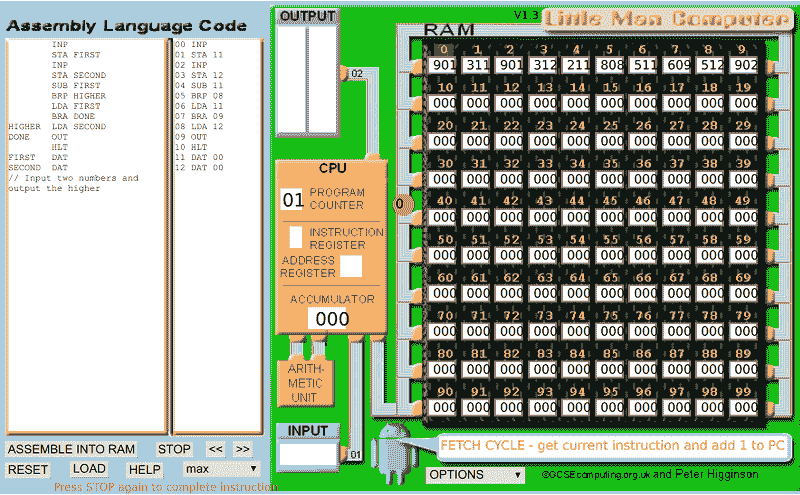 Assembly Language Code
INP
STA FIRST
INP
STA SECOND
SUB FIRST
BRP HIGHER
LDA FIRST
BRA DONE
HIGHER LDA SECOND
DONE OUT
HLT
FIRST DAT
SECOND DAT
// Input two numbers and
output the higher
00 INP
01 STA 11
02 INP
03 STA 12
04 SUB 11
05 BRP 08
06 LDA 11
07 BRA 09
08 LDA 12
09 OUT
10 HLT
11 DAT 00
12 DAT 00
ASSEMBLE INTO RAM STOP << >>
RESET LOAD HELP max
Press STOP again to complete instruction
OUTPUT
02
CPU
01 PROGRAM
COUNTER
INSTRUCTION
REGISTER
ADDRESS
REGISTER
ACCUMULATOR
000
ARITH-
METIC
UNIT
INPUT
01
0
V1.3 Little Man Computer
RAM
0 1 2 3 4 5 6 7 8 9
901 311 901 312 211 808 511 609 512 902
10 11 12 13 14 15 16 17 18 19
000 000 000 000 000 000 000 000 000 000
20 21 22 23 24 25 26 27 28 29
000 000 000 000 000 000 000 000 000 000
30 31 32 33 34 35 36 37 38 39
000 000 000 000 000 000 000 000 000 000
40 41 42 43 44 45 46 47 48 49
000 000 000 000 000 000 000 000 000 000
50 51 52 53 54 55 56 57 58 59
000 000 000 000 000 000 000 000 000 000
60 61 62 63 64 65 66 67 68 69
000 000 000 000 000 000 000 000 000 000
70 71 72 73 74 75 76 77 78 79
000 000 000 000 000 000 000 000 000 000
80 81 82 83 84 85 86 87 88 89
000 000 000 000 000 000 000 000 000 000
90 91 92 93 94 95 96 97 98 99
000 000 000 000 000 000 000 000 000 000
FETCH CYCLE - get current instruction and add 1 to PC
OPTIONS
©GCSEcomputing.org.uk and Peter Higginson